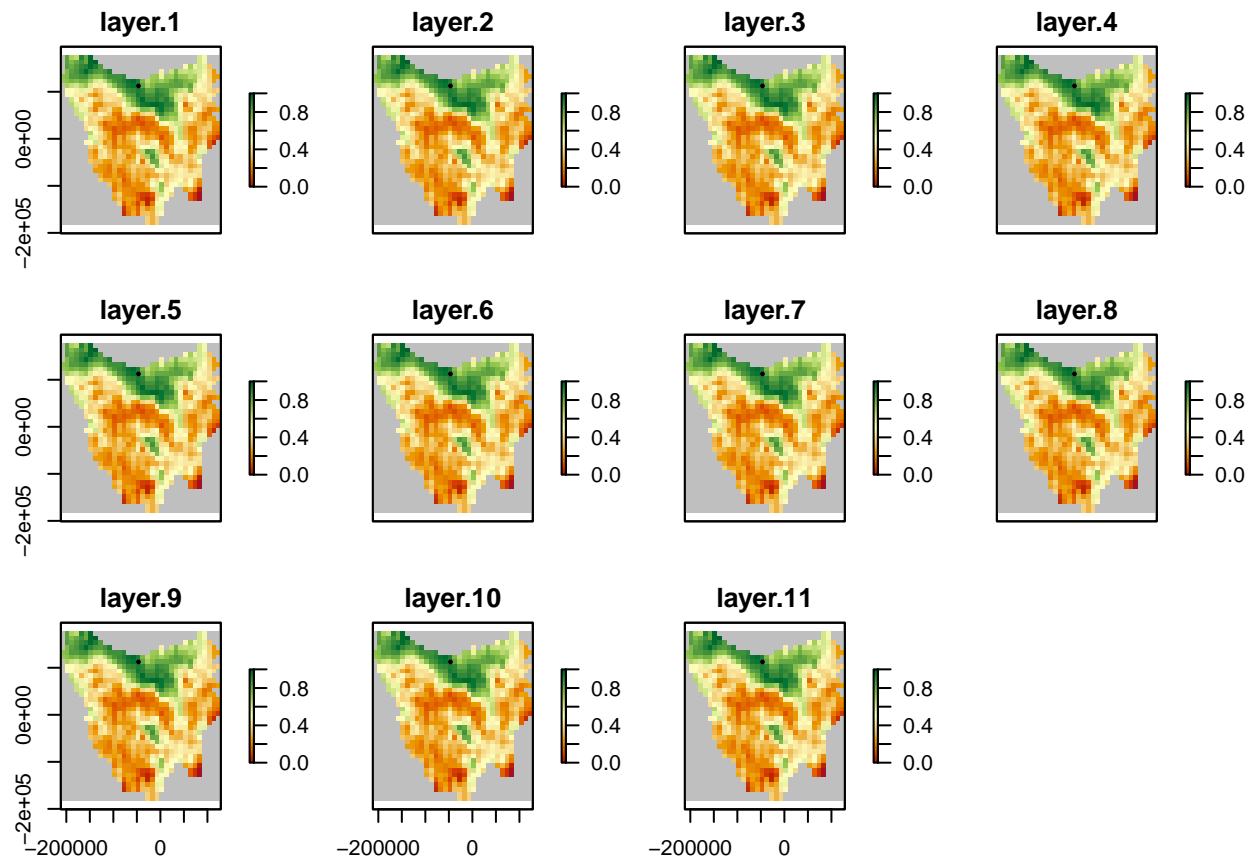 layer.1 layer.2 layer.3 layer.4
0.8 0.8 0.8 0.8
0e+00 0.4 0.4 0.4 0.4
0.0 0.0 0.0 0.0
−2e+05
layer.5 layer.6 layer.7 layer.8
0.8 0.8 0.8 0.8
0e+00 0.4 0.4 0.4 0.4
0.0 0.0 0.0 0.0
−2e+05
layer.9 layer.10 layer.11
0.8 0.8 0.8
0e+00 0.4 0.4 0.4
0.0 0.0 0.0
−2e+05
−200000 0 −200000 0 −200000 0